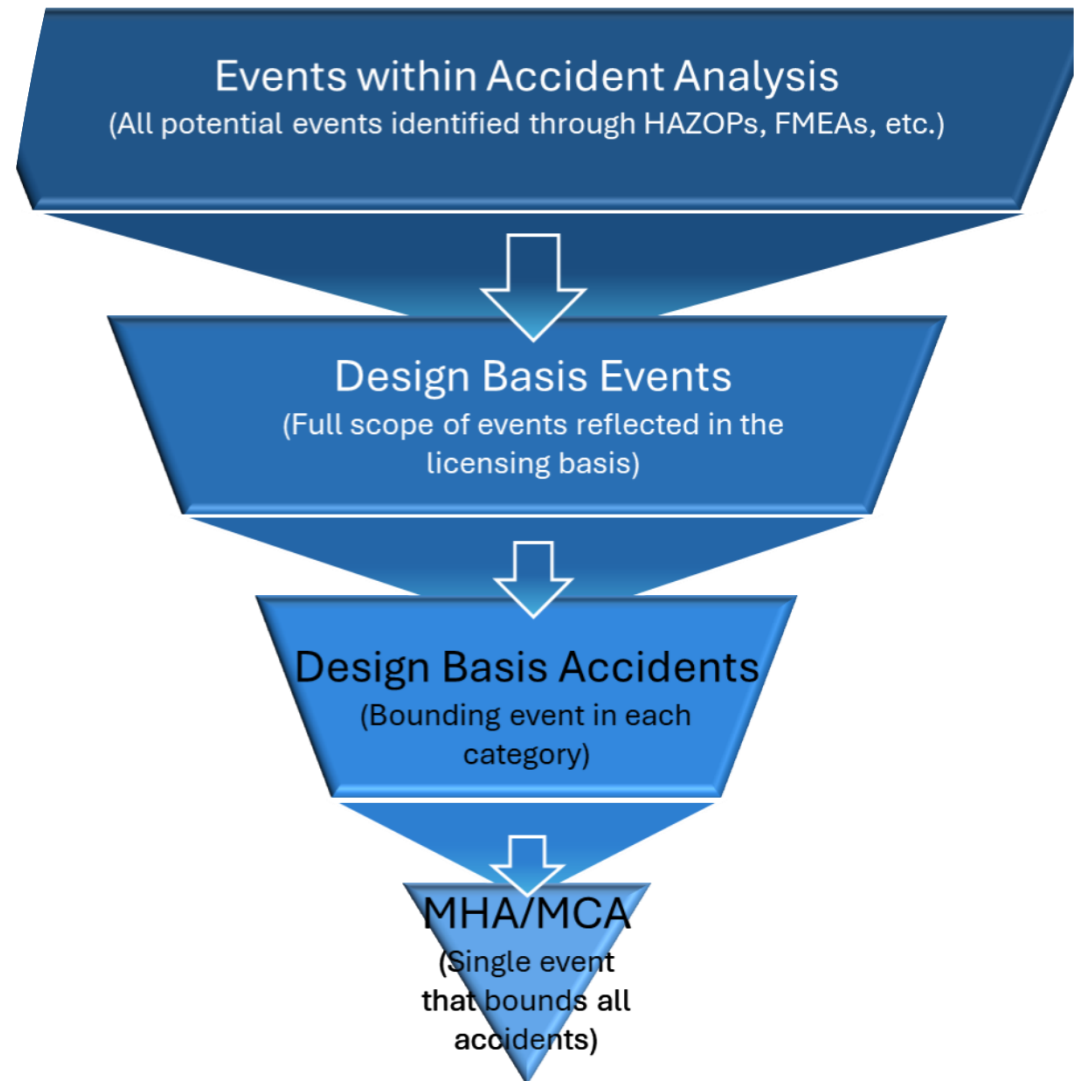 Events within Accident Analysis
(All potential events identified through HAZOPs, FMEAs, etc.)
Design Basis Events
(Full scope of events reflected in the
licensing basis)
Design Basis Accidents
(Bounding event in each
category)
MHA/MCA
(Single event
that bounds all
accidents)